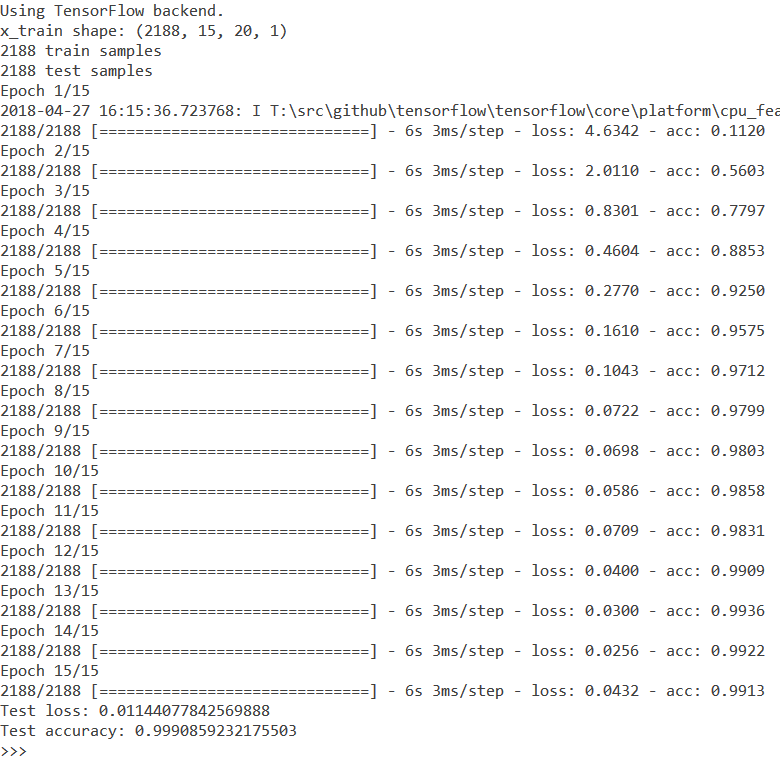 Using TensorFlow backend.
x_train shape: (2188, 15, 20, 1)
2188 train samples
2188 test samples
Epoch 1/15
2018-04-27 16:15:36.723768: I T:\src\github\tensorflow\tensorflow\core\platform\cpu_fea
2188/2188 [==============================] - 6s 3ms/step - loss: 4.6342 - acc: 0.1120
Epoch 2/15
2188/2188 [==============================] - 6s 3ms/step - loss: 2.0110 - acc: 0.5603
Epoch 3/15
2188/2188 [==============================] - 6s 3ms/step - loss: 0.8301 - acc: 0.7797
Epoch 4/15
2188/2188 [==============================] - 6s 3ms/step - loss: 0.4604 - acc: 0.8853
Epoch 5/15
2188/2188 [==============================] - 6s 3ms/step - loss: 0.2770 - acc: 0.9250
Epoch 6/15
2188/2188 [==============================] - 6s 3ms/step - loss: 0.1610 - acc: 0.9575
Epoch 7/15
2188/2188 [==============================] - 6s 3ms/step - loss: 0.1043 - acc: 0.9712
Epoch 8/15
2188/2188 [==============================] - 6s 3ms/step - loss: 0.0722 - acc: 0.9799
Epoch 9/15
2188/2188 [==============================] - 6s 3ms/step - loss: 0.0698 - acc: 0.9803
Epoch 10/15
2188/2188 [==============================] - 6s 3ms/step - loss: 0.0586 - acc: 0.9858
Epoch 11/15
2188/2188 [==============================] - 6s 3ms/step - loss: 0.0709 - acc: 0.9831
Epoch 12/15
2188/2188 [==============================] - 6s 3ms/step - loss: 0.0400 - acc: 0.9909
Epoch 13/15
2188/2188 [==============================] - 6s 3ms/step - loss: 0.0300 - acc: 0.9936
Epoch 14/15
2188/2188 [==============================] - 6s 3ms/step - loss: 0.0256 - acc: 0.9922
Epoch 15/15
2188/2188 [==============================] - 6s 3ms/step - loss: 0.0432 - acc: 0.9913
Test loss: 0.01144077842569888
Test accuracy: 0.9990859232175503
>>>